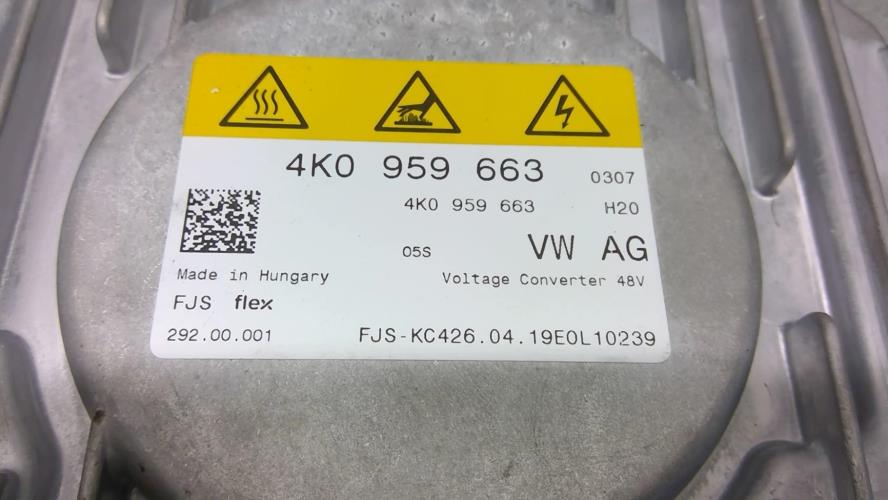 4K0 959 663 0307
4K0 959 663 H20
05S VW AG
Made in Hungary Voltage Converter 48V
FJS flex
292.00.001 FJS-KC426.04.19E0L10239